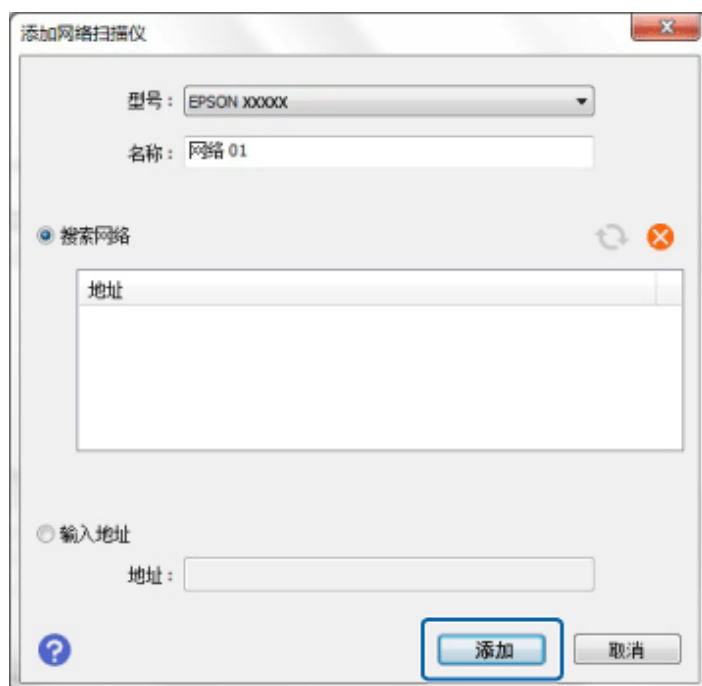 添加网络扫描仪
型号：
EPSON XXXXX
名称：
网络 01
搜索网络
地址
输入地址
地址：
?
添加
取消